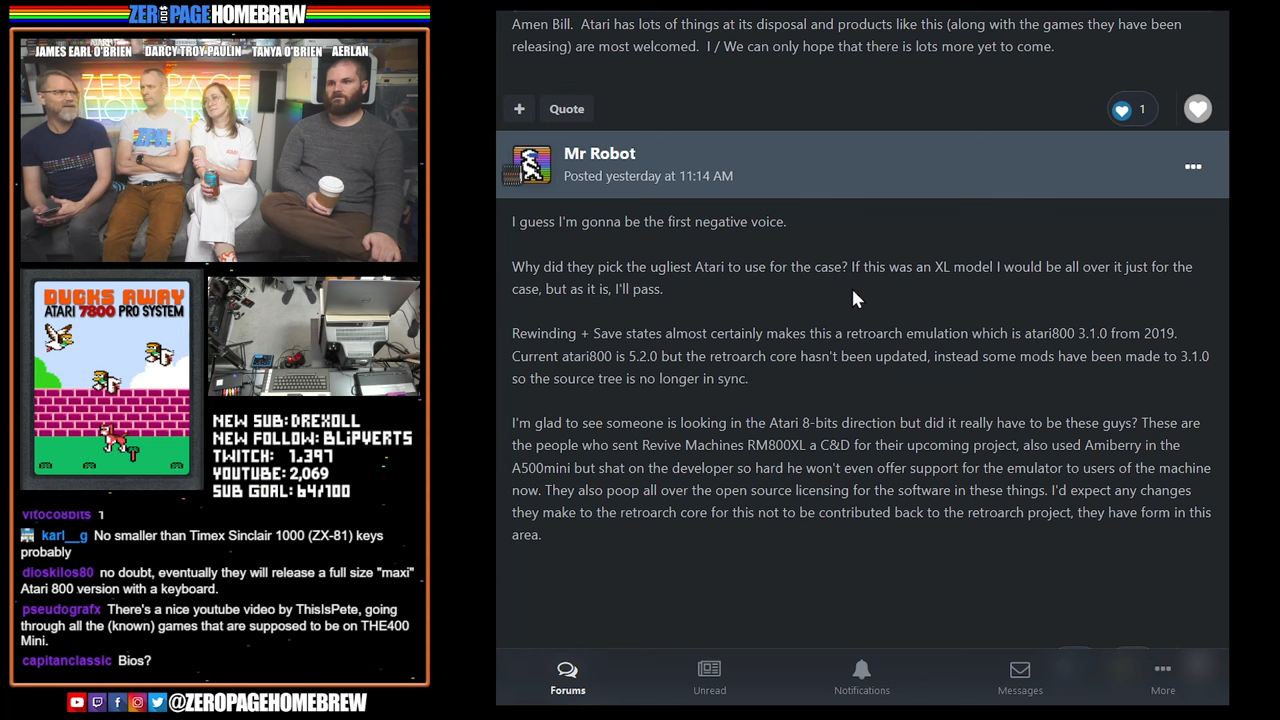 ZERO PAGE HOMEBREW
JAMES EARL O'BRIEN DARCY TROY PAULIN TANYA O'BRIEN AERLAN
ZERO PAGE
HOMEBREW
ZPH
DUCKS AWAY
ATARI 7800 PRO SYSTEM
NEW SUB: DREXOLL
NEW FOLLOW: BLIPVERTS
TWITCH: 1,397
YOUTUBE: 2,069
SUB GOAL: 64/100
vitoco8bits 1
karl__g No smaller than Timex Sinclair 1000 (ZX-81) keys
probably
dioskilos80 no doubt, eventually they will release a full size "maxi"
Atari 800 version with a keyboard.
pseudografx There's a nice youtube video by ThisIsPete, going
through all the (known) games that are supposed to be on THE400
Mini.
capitanclassic Bios?
@ZEROPAGEHOMEBREW
Amen Bill. Atari has lots of things at its disposal and products like this (along with the games they have been
releasing) are much welcomed. I / We can only hope that there is lots more yet to come.
+ Quote
1
Mr Robot
Posted yesterday at 11:14 AM
I guess I'm gonna be the first negative voice.
Why did they pick the ugliest Atari to use for the case? If this was an XL model I would be all over it just for the
case, but as it is, I'll pass.
Rewinding + Save states almost certainly makes this a retroarch emulation which is atari800 3.1.0 from 2019.
Current atari800 is 5.2.0 but the retroarch core hasn't been updated, instead some mods have been made to 3.1.0
so the source tree is no longer in sync.
I'm glad to see someone is looking in the Atari 8-bits direction but did it really have to be these guys? These are
the people who sent Revive Machines RM800XL a C&D for their upcoming project, also used Amiberry in the
A500mini but shat on the developer so hard he won't even offer support for the emulator to users of the machine
now. They also poop all over the open source licensing for the software in these things. I'd expect any changes
they make to the retroarch core for this not to be contributed back to the retroarch project, they have form in this
area.
Forums
Unread
Notifications
Messages
More